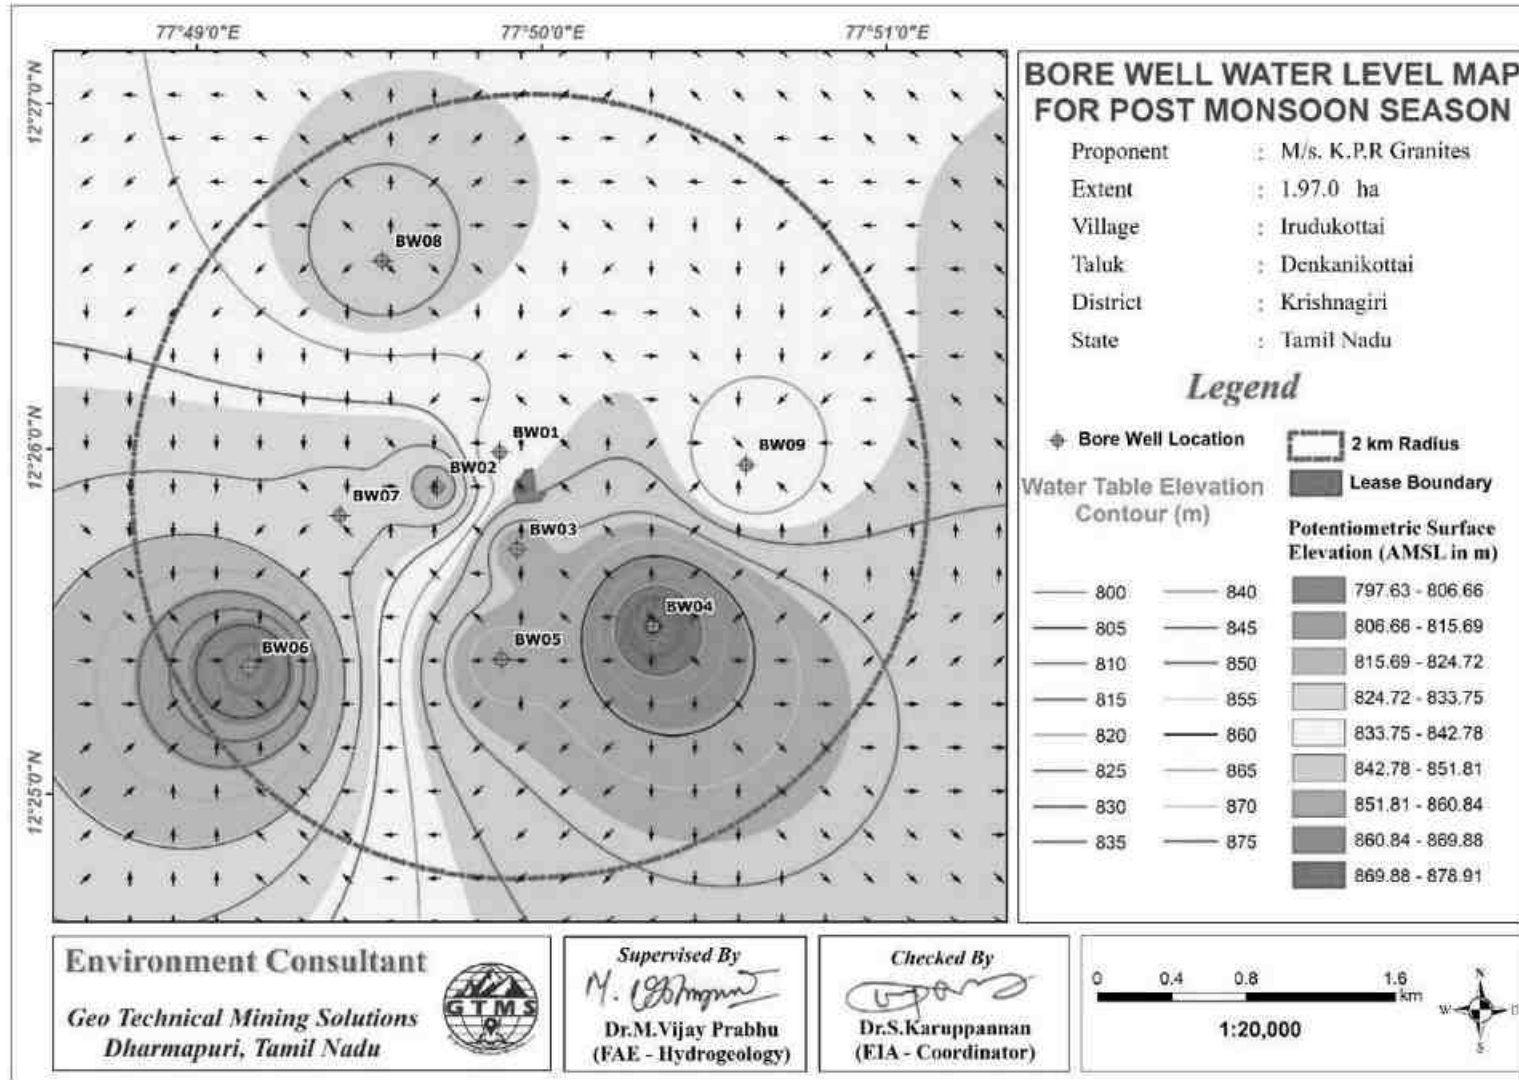 77°49'0"E 77°50'0"E 77°51'0"E
12°27'0"N
12°26'0"N
12°25'0"N
BW08
BW01
BW09
BW02
BW07
BW03
BW04
BW05
BW06
BORE WELL WATER LEVEL MAP
FOR POST MONSOON SEASON
Proponent : M/s. K.P.R Granites
Extent : 1.97.0 ha
Village : Irudukottai
Taluk : Denkanikottai
District : Krishnagiri
State : Tamil Nadu
Legend
Bore Well Location
2 km Radius
Lease Boundary
Water Table Elevation
Contour (m)
800 840
805 845
810 850
815 855
820 860
825 865
830 870
835 875
Potentiometric Surface
Elevation (AMSL in m)
797.63 - 806.66
806.66 - 815.69
815.69 - 824.72
824.72 - 833.75
833.75 - 842.78
842.78 - 851.81
851.81 - 860.84
860.84 - 869.88
869.88 - 878.91
Environment Consultant
Geo Technical Mining Solutions
Dharmapuri, Tamil Nadu
GTMS
Supervised By
Dr.M.Vijay Prabhu
(FAE - Hydrogeology)
Checked By
Dr.S.Karuppannan
(EIA - Coordinator)
0 0.4 0.8 1.6
km
1:20,000
N
W
S